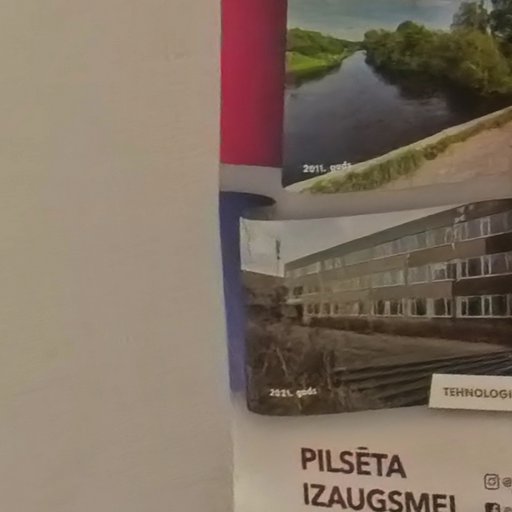 2011. gads
2021. gads
TEHNOLOGI
PILSĒTA
IZAUGSMEI